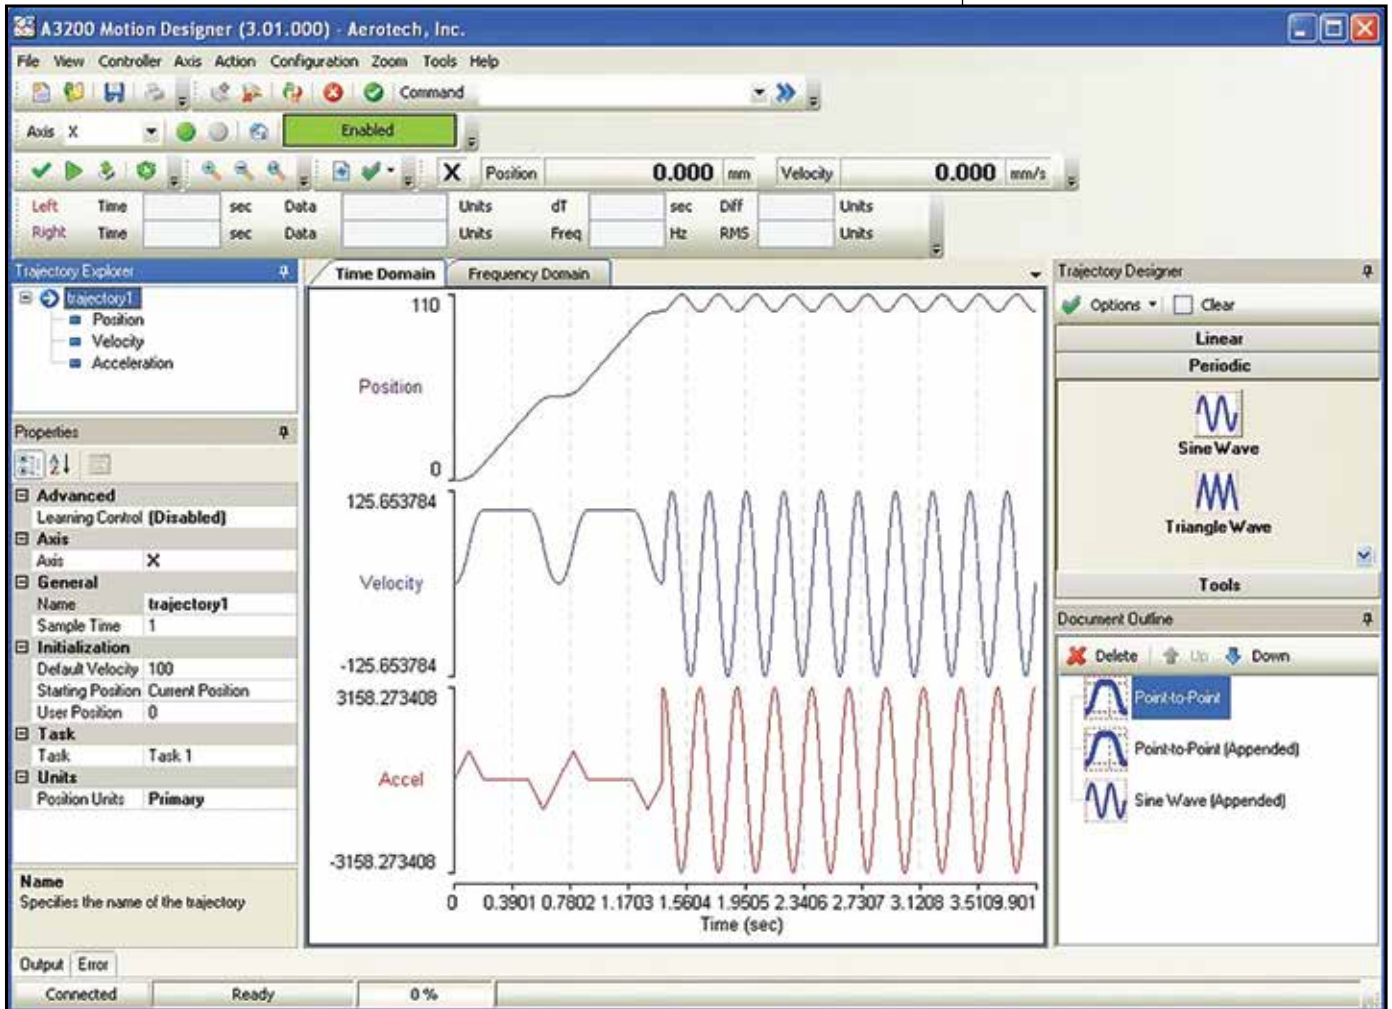 A3200 Motion Designer (3.01.000) - Aerotech, Inc.
File View Controller Axis Action Configuration Zoom Tools Help
Command
Axis X Enabled
X Position 0.000 mm Velocity 0.000 mm/s
Left Time sec Data Units dT sec Diff Units
Right Time sec Data Units Freq Hz RMS Units
Trajectory Explorer
trajectory1
Position
Velocity
Acceleration
Properties
Advanced
Learning Control (Disabled)
Axis
Axis X
General
Name trajectory1
Sample Time 1
Initialization
Default Velocity 100
Starting Position Current Position
User Position 0
Task
Task Task 1
Units
Position Units Primary
Name
Specifies the name of the trajectory
Time Domain Frequency Domain
110
Position
0
125.653784
Velocity
-125.653784
3158.273408
Accel
-3158.273408
0 0.3901 0.7802 1.1703 1.5604 1.9505 2.3406 2.7307 3.1208 3.5109 3.901
Time (sec)
Trajectory Designer
Options Clear
Linear
Periodic
Sine Wave
Triangle Wave
Tools
Document Outline
Delete Up Down
Point-to-Point
Point-to-Point (Appended)
Sine Wave (Appended)
Output Error
Connected Ready 0 %